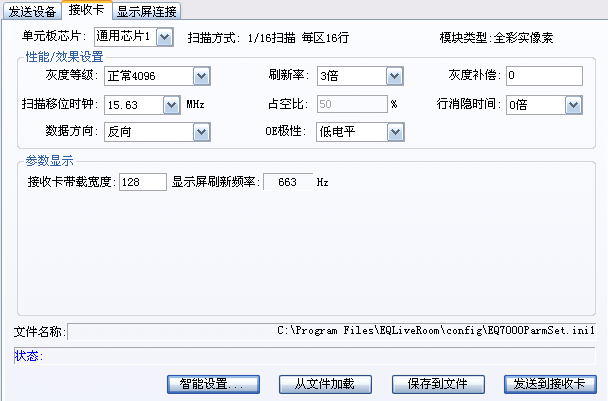 发送设备 接收卡 显示屏连接
单元板芯片: 通用芯片1 扫描方式: 1/16扫描 每区16行 模块类型:全彩实像素
性能/效果设置
灰度等级: 正常4096 刷新率: 3倍 灰度补偿: 0
扫描移位时钟: 15.63 MHz 占空比: 50 % 行消隐时间: 0倍
数据方向: 反向 OE极性: 低电平
参数显示
接收卡带载宽度: 128 显示屏刷新频率: 663 Hz
文件名称: C:\Program Files\EQLiveRoom\config\EQ7000ParmSet.ini1
状态:
智能设置... 从文件加载 保存到文件 发送到接收卡